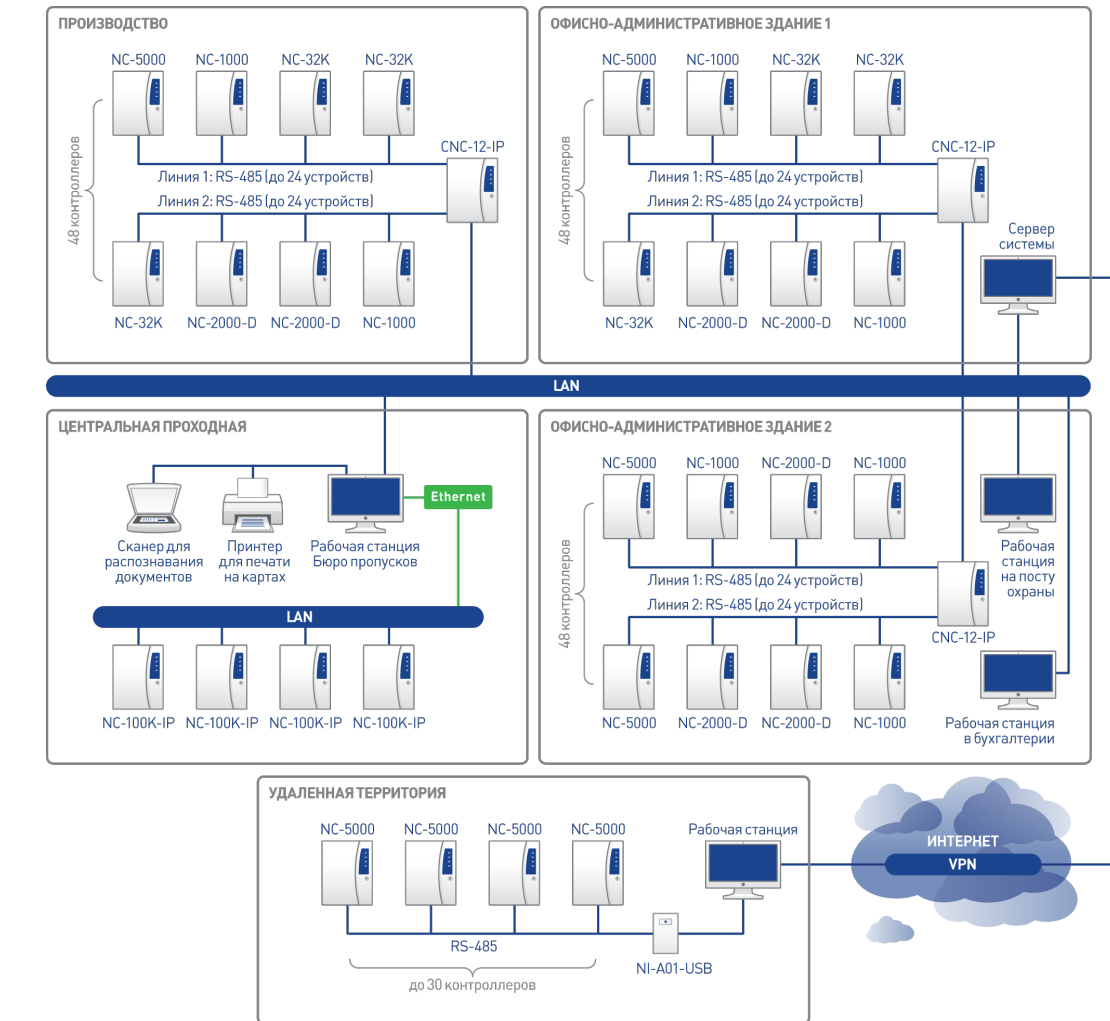 ПРОИЗВОДСТВО
NC-5000 NC-1000 NC-32K NC-32K
48 контроллеров
CNC-12-IP
Линия 1: RS-485 (до 24 устройств)
Линия 2: RS-485 (до 24 устройств)
NC-32K NC-2000-D NC-2000-D NC-1000
ОФИСНО-АДМИНИСТРАТИВНОЕ ЗДАНИЕ 1
NC-5000 NC-1000 NC-32K NC-32K
48 контроллеров
CNC-12-IP
Линия 1: RS-485 (до 24 устройств)
Линия 2: RS-485 (до 24 устройств)
NC-32K NC-2000-D NC-2000-D NC-1000
Сервер
системы
LAN
ЦЕНТРАЛЬНАЯ ПРОХОДНАЯ
Ethernet
Сканер для
распознавания
документов
Принтер
для печати
на картах
Рабочая станция
Бюро пропусков
LAN
NC-100K-IP NC-100K-IP NC-100K-IP NC-100K-IP
ОФИСНО-АДМИНИСТРАТИВНОЕ ЗДАНИЕ 2
NC-5000 NC-1000 NC-2000-D NC-1000
48 контроллеров
Линия 1: RS-485 (до 24 устройств)
Линия 2: RS-485 (до 24 устройств)
CNC-12-IP
NC-5000 NC-2000-D NC-2000-D NC-1000
Рабочая
станция
на посту
охраны
Рабочая станция
в бухгалтерии
УДАЛЕННАЯ ТЕРРИТОРИЯ
NC-5000 NC-5000 NC-5000 NC-5000
Рабочая станция
RS-485
NI-A01-USB
до 30 контроллеров
ИНТЕРНЕТ
VPN